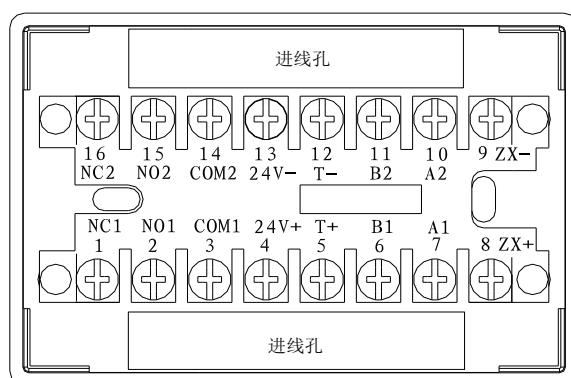 进线孔
16 15 14 13 12 11 10 9 ZX-
NC2 NO2 COM2 24V- T- B2 A2
NC1 NO1 COM1 24V+ T+ B1 A1
1 2 3 4 5 6 7 8 ZX+
进线孔